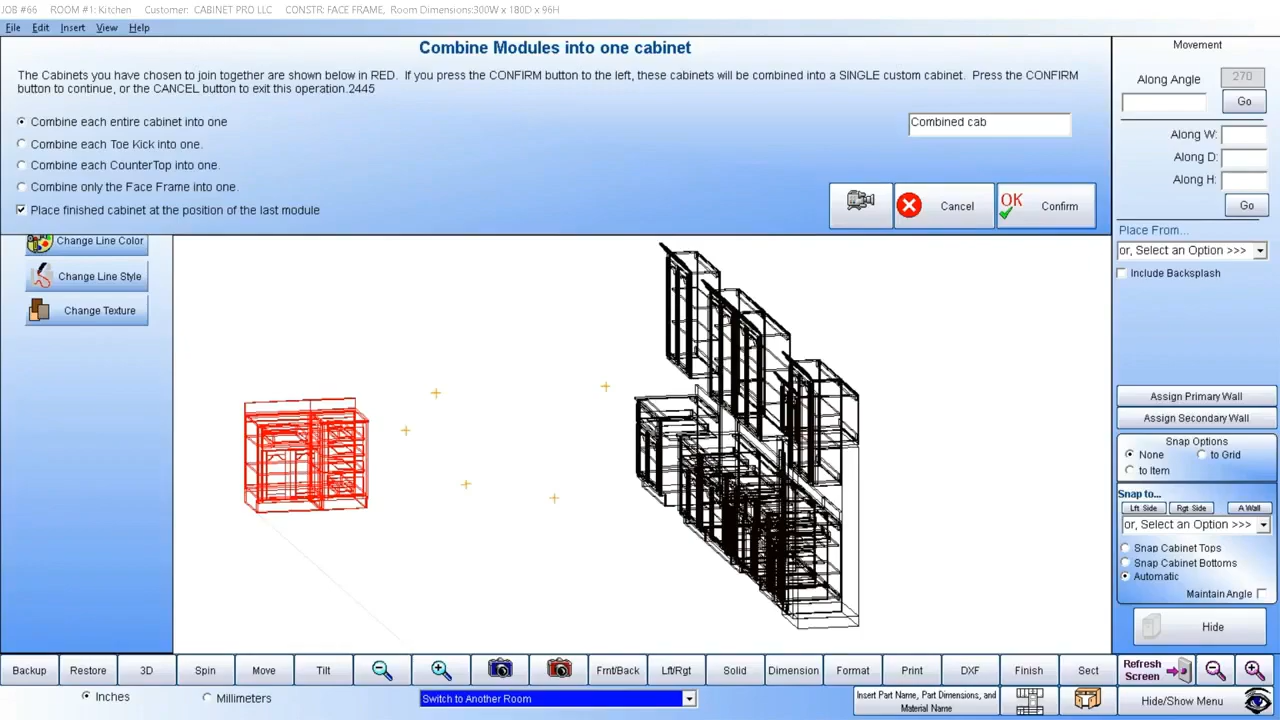 JOB #66 ROOM #1: Kitchen Customer: CABINET PRO LLC CONSTR: FACE FRAME, Room Dimensions:300W x 180D x 96H
File Edit Insert View Help
Combine Modules into one cabinet
The Cabinets you have chosen to join together are shown below in RED. If you press the CONFIRM button to the left, these cabinets will be combined into a SINGLE custom cabinet. Press the CONFIRM
button to continue, or the CANCEL button to exit this operation.2445
Combine each entire cabinet into one
Combined cab
Combine each Toe Kick into one.
Combine each CounterTop into one.
Combine only the Face Frame into one.
Place finished cabinet at the position of the last module
Cancel
OK Confirm
Change Line Color
Change Line Style
Change Texture
Movement
Along Angle 270
Go
Along W:
Along D:
Along H:
Go
Place From...
or, Select an Option >>>
Include Backsplash
Assign Primary Wall
Assign Secondary Wall
Snap Options
None to Grid
to Item
Snap to...
Lft Side Rgt Side A Wall
or, Select an Option >>>
Snap Cabinet Tops
Snap Cabinet Bottoms
Automatic
Maintain Angle
Hide
Backup Restore 3D Spin Move Tilt Frnt/Back Lft/Rgt Solid Dimension Format Print DXF Finish Sect Refresh Screen
Inches Millimeters Switch to Another Room Insert Part Name, Part Dimensions, and Material Name Hide/Show Menu